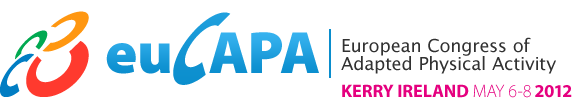 euCAPA
European Congress of
Adapted Physical Activity
KERRY IRELAND MAY 6-8 2012